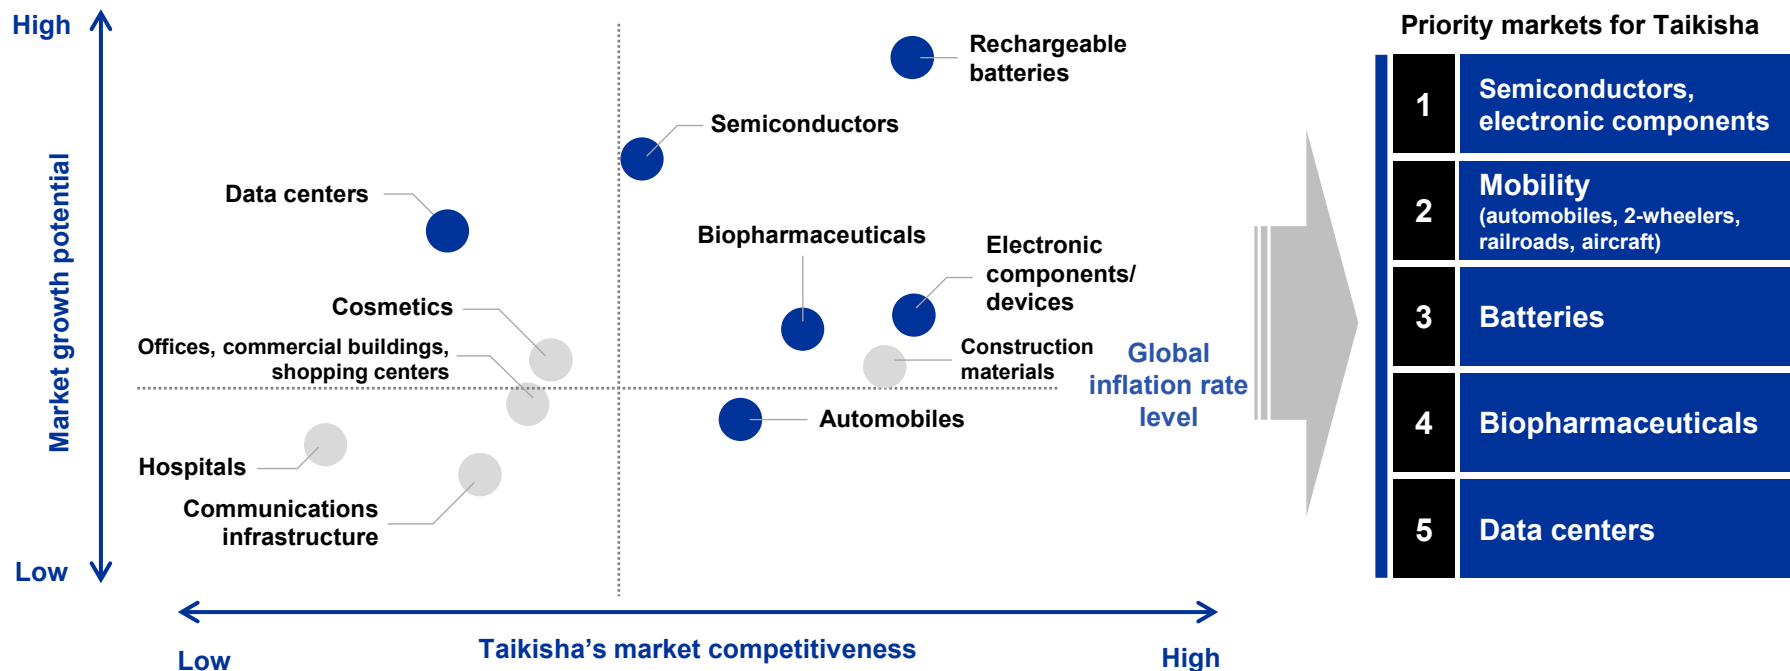 High
Market growth potential
Low
Rechargeable
batteries
Semiconductors
Data centers
Biopharmaceuticals
Electronic
components/
devices
Cosmetics
Offices, commercial buildings,
shopping centers
Construction
materials
Global
inflation rate
level
Automobiles
Hospitals
Communications
infrastructure
Low
Taikisha’s market competitiveness
High
Priority markets for Taikisha
1
Semiconductors,
electronic components
2
Mobility
(automobiles, 2-wheelers,
railroads, aircraft)
3
Batteries
4
Biopharmaceuticals
5
Data centers